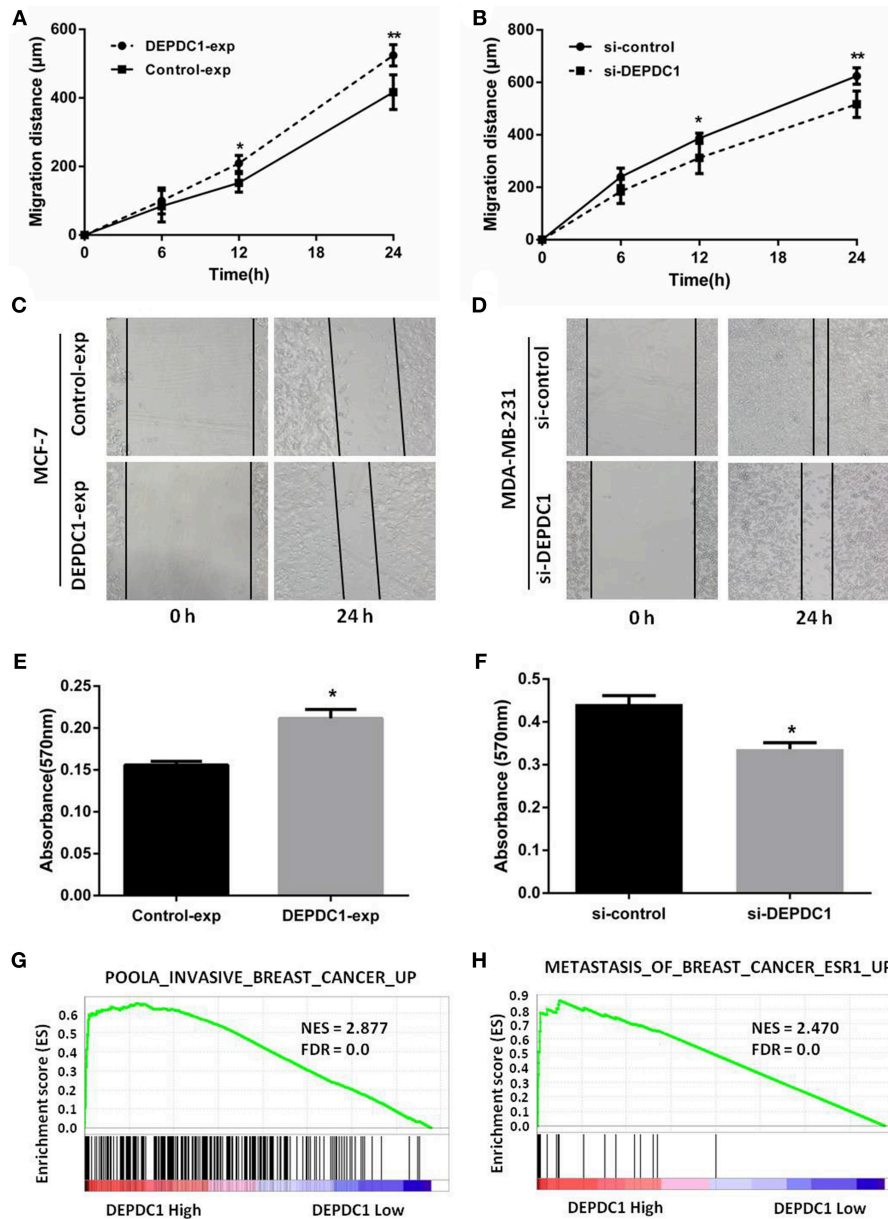 A
Migration distance (µm)
600
400
200
0
DEPDC1-exp
Control-exp
*
**
0
6
12
18
24
Time(h)
B
Migration distance (µm)
800
600
400
200
0
si-control
si-DEPDC1
*
**
0
6
12
18
24
Time(h)
C
MCF-7
Control-exp
DEPDC1-exp
0 h
24 h
D
MDA-MB-231
si-control
si-DEPDC1
0 h
24 h
E
Absorbance(570nm)
0.25
0.20
0.15
0.10
0.05
0.00
*
Control-exp
DEPDC1-exp
F
Absorbance (570nm)
0.5
0.4
0.3
0.2
0.1
0.0
*
si-control
si-DEPDC1
G
POOLA_INVASIVE_BREAST_CANCER_UP
Enrichment score (ES)
0.6
0.5
0.4
0.3
0.2
0.1
0.0
NES = 2.877
FDR = 0.0
DEPDC1 High
DEPDC1 Low
H
METASTASIS_OF_BREAST_CANCER_ESR1_UP
Enrichment score (ES)
0.9
0.8
0.7
0.6
0.5
0.4
0.3
0.2
0.1
0.0
NES = 2.470
FDR = 0.0
DEPDC1 High
DEPDC1 Low